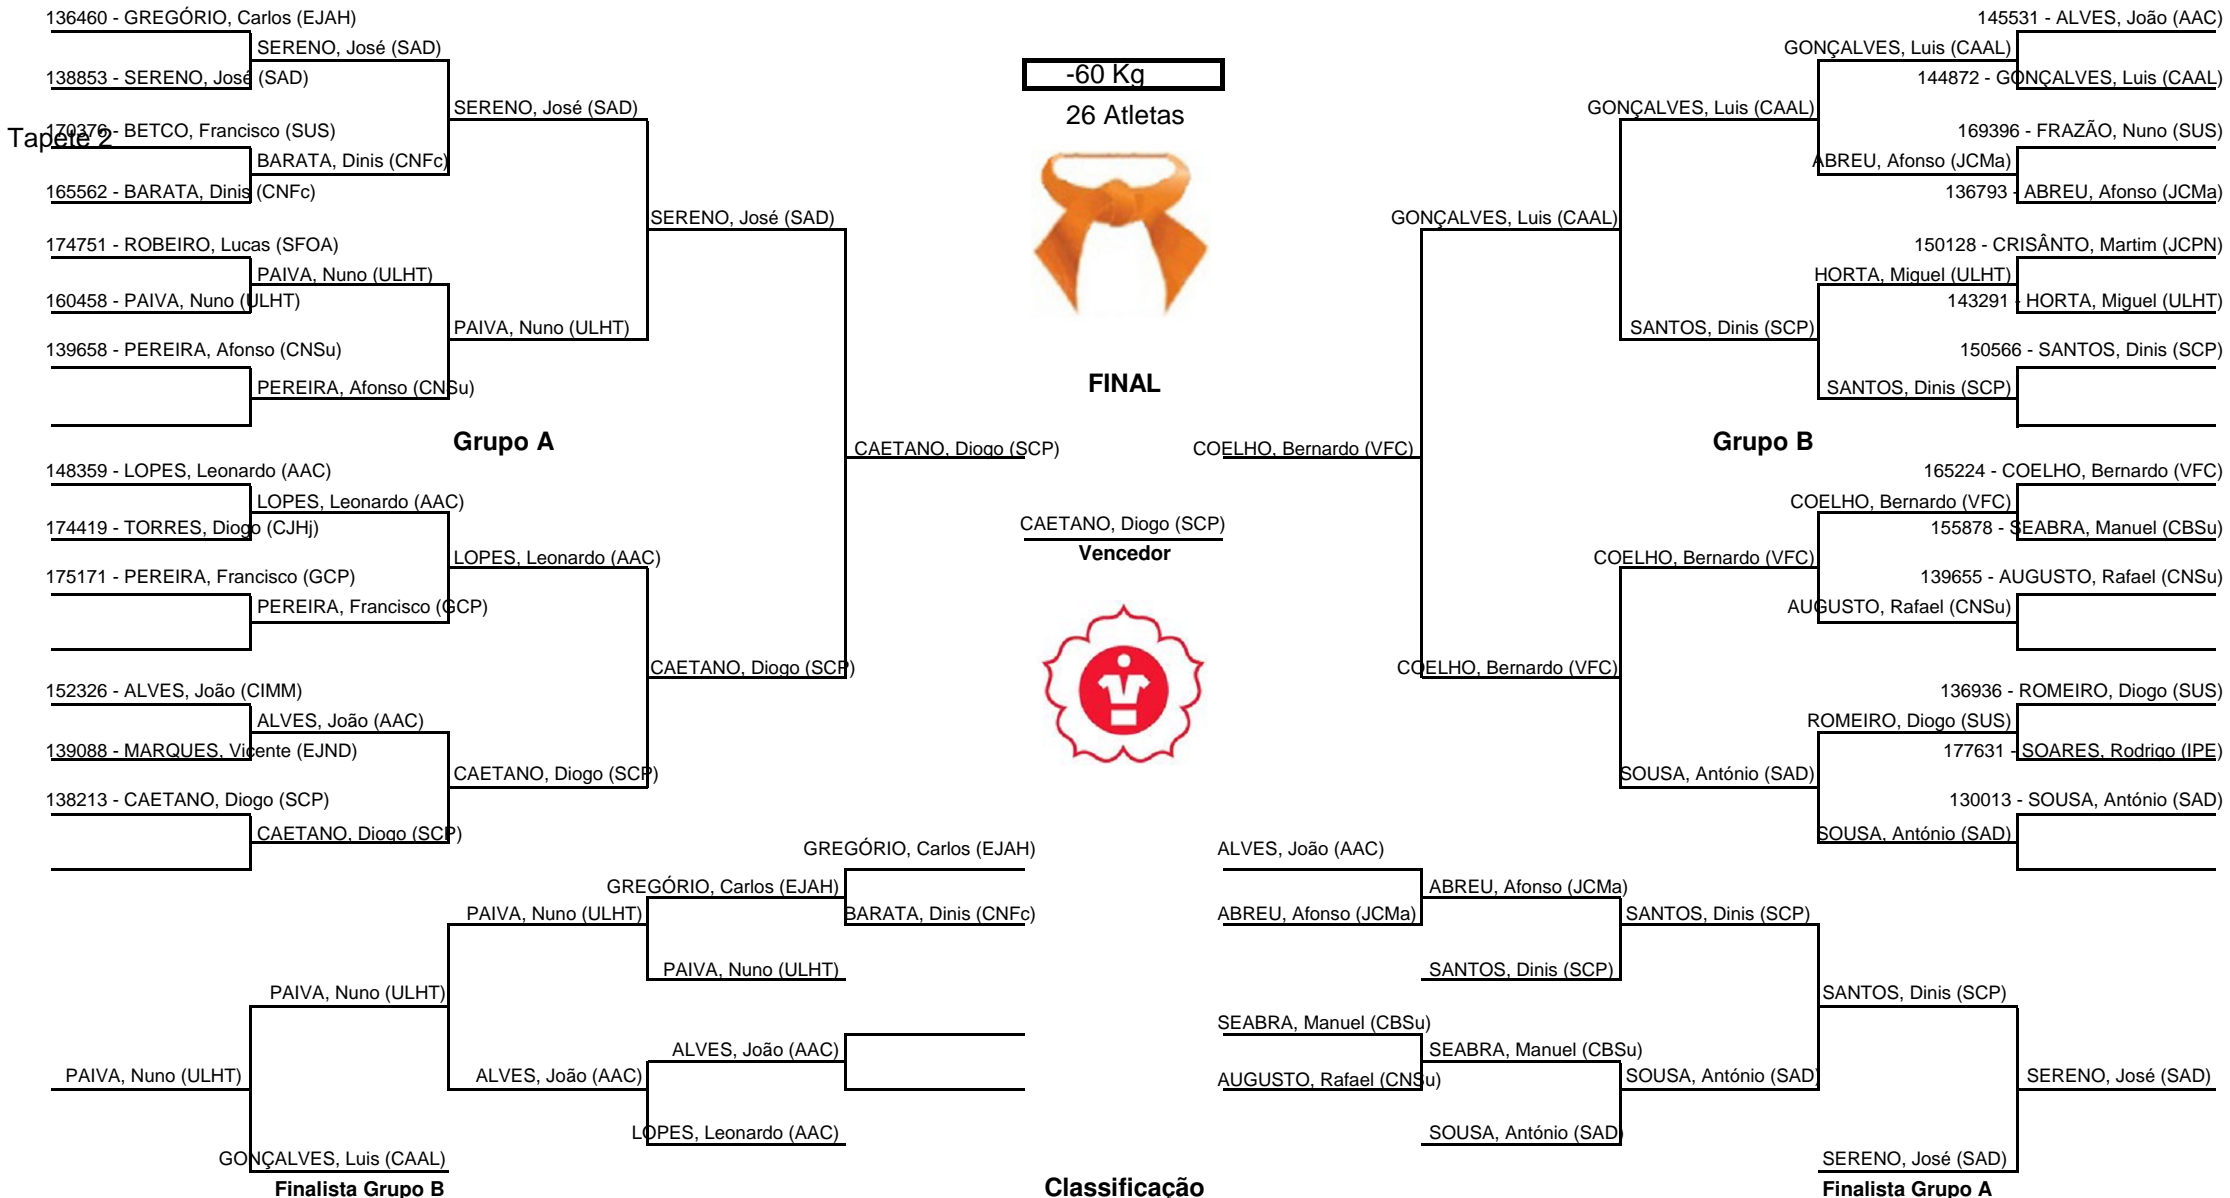 136460 - GREGÓRIO, Carlos (EJAH)
SERENO, José (SAD)
138853 - SERENO, José (SAD)
SERENO, José (SAD)
170376 - BETCO, Francisco (SUS)
Tapete 2
BARATA, Dinis (CNFc)
165562 - BARATA, Dinis (CNFc)
SERENO, José (SAD)
174751 - ROBEIRO, Lucas (SFOA)
PAIVA, Nuno (ULHT)
160458 - PAIVA, Nuno (ULHT)
PAIVA, Nuno (ULHT)
139658 - PEREIRA, Afonso (CNSu)
PEREIRA, Afonso (CNSu)
Grupo A
CAETANO, Diogo (SCP)
148359 - LOPES, Leonardo (AAC)
LOPES, Leonardo (AAC)
174419 - TORRES, Diogo (CJHj)
LOPES, Leonardo (AAC)
175171 - PEREIRA, Francisco (GCP)
PEREIRA, Francisco (GCP)
CAETANO, Diogo (SCP)
152326 - ALVES, João (CIMM)
ALVES, João (AAC)
139088 - MARQUES, Vicente (EJND)
CAETANO, Diogo (SCP)
138213 - CAETANO, Diogo (SCP)
CAETANO, Diogo (SCP)
-60 Kg
26 Atletas
FINAL
CAETANO, Diogo (SCP)
Vencedor
145531 - ALVES, João (AAC)
GONÇALVES, Luis (CAAL)
144872 - GONÇALVES, Luis (CAAL)
GONÇALVES, Luis (CAAL)
169396 - FRAZÃO, Nuno (SUS)
ABREU, Afonso (JCMa)
136793 - ABREU, Afonso (JCMa)
GONÇALVES, Luis (CAAL)
150128 - CRISÂNTO, Martim (JCPN)
HORTA, Miguel (ULHT)
143291 - HORTA, Miguel (ULHT)
SANTOS, Dinis (SCP)
150566 - SANTOS, Dinis (SCP)
SANTOS, Dinis (SCP)
Grupo B
COELHO, Bernardo (VFC)
165224 - COELHO, Bernardo (VFC)
COELHO, Bernardo (VFC)
155878 - SEABRA, Manuel (CBSu)
COELHO, Bernardo (VFC)
139655 - AUGUSTO, Rafael (CNSu)
AUGUSTO, Rafael (CNSu)
COELHO, Bernardo (VFC)
136936 - ROMEIRO, Diogo (SUS)
ROMEIRO, Diogo (SUS)
177631 - SOARES, Rodrigo (IPE)
SOUSA, António (SAD)
130013 - SOUSA, António (SAD)
SOUSA, António (SAD)
GREGÓRIO, Carlos (EJAH)
GREGÓRIO, Carlos (EJAH)
PAIVA, Nuno (ULHT)
BARATA, Dinis (CNFc)
PAIVA, Nuno (ULHT)
PAIVA, Nuno (ULHT)
ALVES, João (AAC)
PAIVA, Nuno (ULHT)
ALVES, João (AAC)
LOPES, Leonardo (AAC)
GONÇALVES, Luis (CAAL)
Finalista Grupo B
ALVES, João (AAC)
ABREU, Afonso (JCMa)
ABREU, Afonso (JCMa)
SANTOS, Dinis (SCP)
SANTOS, Dinis (SCP)
SANTOS, Dinis (SCP)
SEABRA, Manuel (CBSu)
SEABRA, Manuel (CBSu)
AUGUSTO, Rafael (CNSu)
SOUSA, António (SAD)
SERENO, José (SAD)
SOUSA, António (SAD)
SERENO, José (SAD)
Classificação
Finalista Grupo A